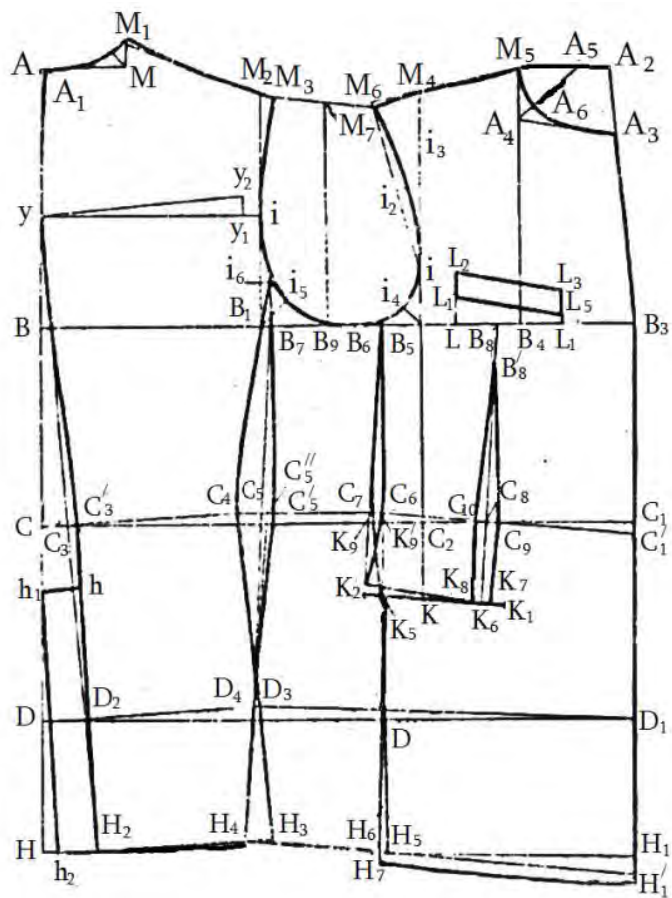 M₁
A M
A₁
M₂ M₃
M₆ M₄
M₇
M₅ A₅ A₂
A₆
A₄ A₃
i₃
i₂
y₂
y y₁ i
i
i₆ i₅
i₄
L₂ L₃
L₁ L₅
B B₁ B₇ B₉ B₆ B₅ L B₈ B₄ L₁ B₃
B₈′
C C₃ C₃′ C₄ C₅ C₅′′ C₅′ C₇ C₆ C₂ C₁₀ C₈ C₉ C₁ C₁′
K₉ K₉′
h₁ h
K₂ K₅ K K₈ K₆ K₇ K₁
D D₂ D₄ D₃ D D₁
H h₂ H₂ H₄ H₃ H₆ H₅ H₇ H₁ H₁′